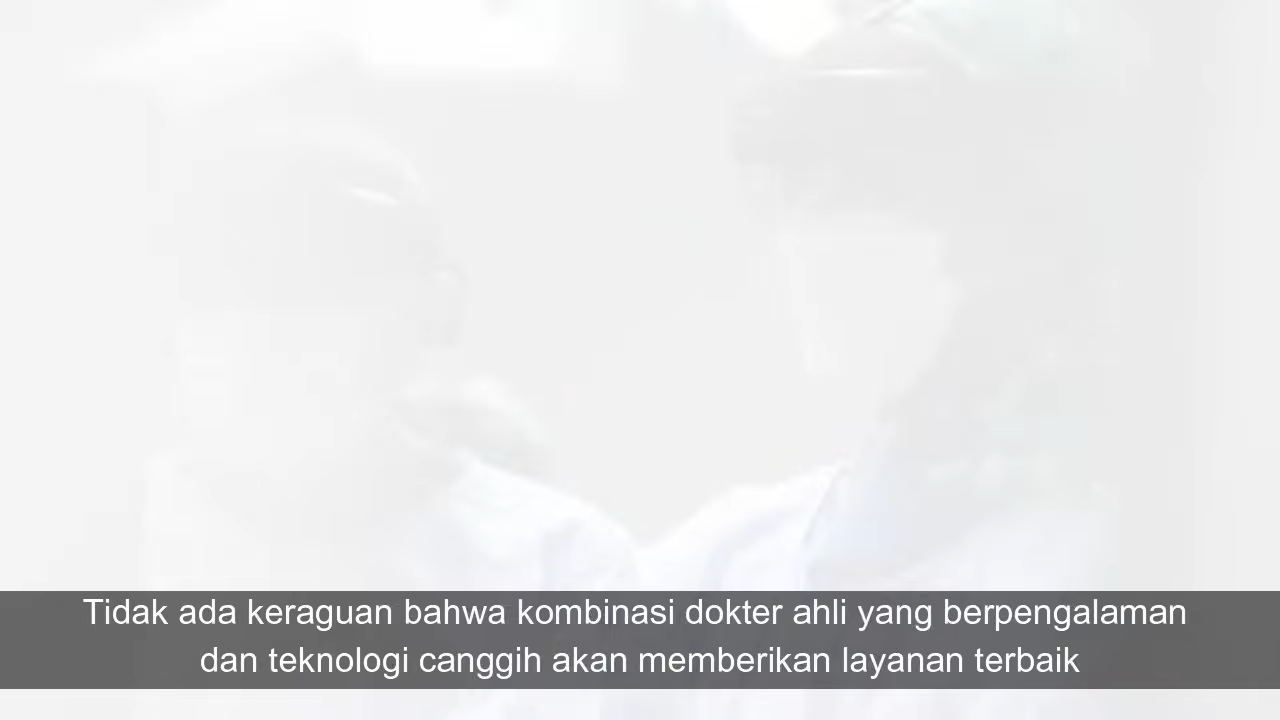 Tidak ada keraguan bahwa kombinasi dokter ahli yang berpengalaman
dan teknologi canggih akan memberikan layanan terbaik